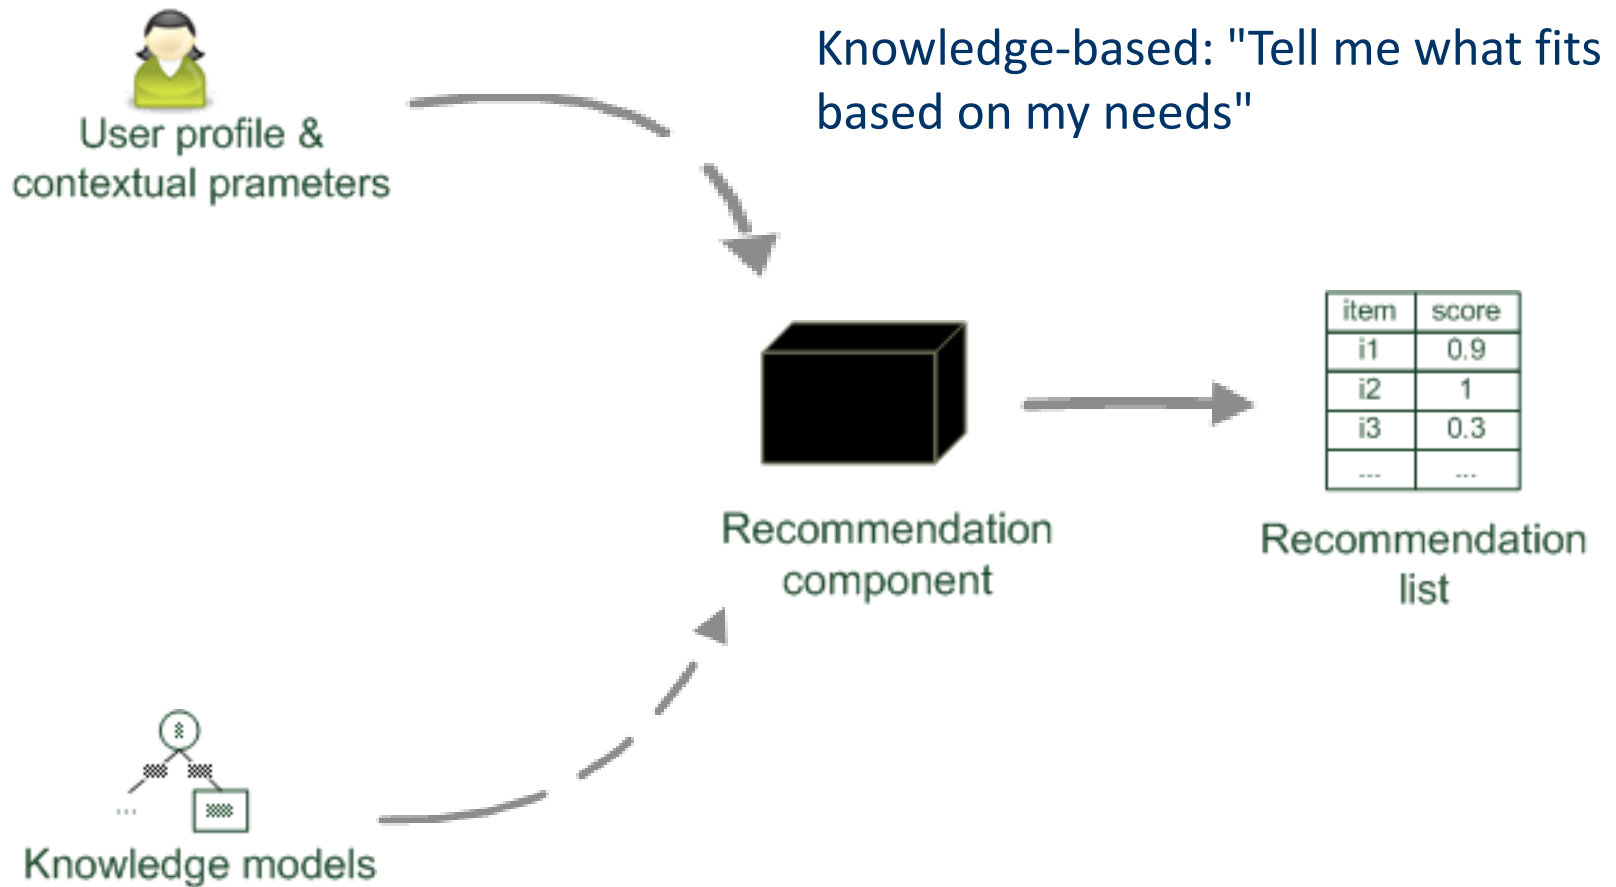 Knowledge-based: "Tell me what fits
based on my needs"
User profile &
contextual prameters
item score
i1 0.9
i2 1
i3 0.3
... ...
Recommendation
component
Recommendation
list
...
Knowledge models